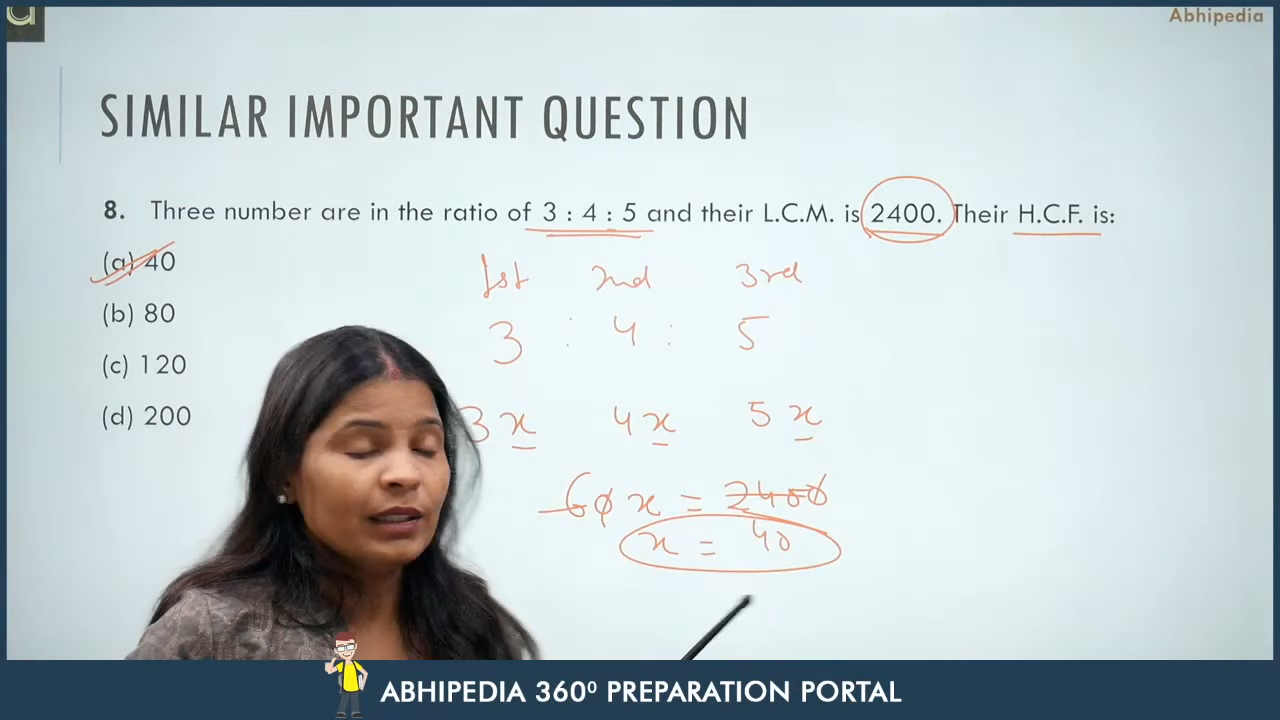 a
Abhipedia
SIMILAR IMPORTANT QUESTION
8. Three number are in the ratio of 3 : 4 : 5 and their L.C.M. is 2400. Their H.C.F. is:
(a) 40
(b) 80
(c) 120
(d) 200
1st 2nd 3rd
3 : 4 : 5
3x 4x 5x
60x = 2400
x = 40
ABHIPEDIA 360⁰ PREPARATION PORTAL